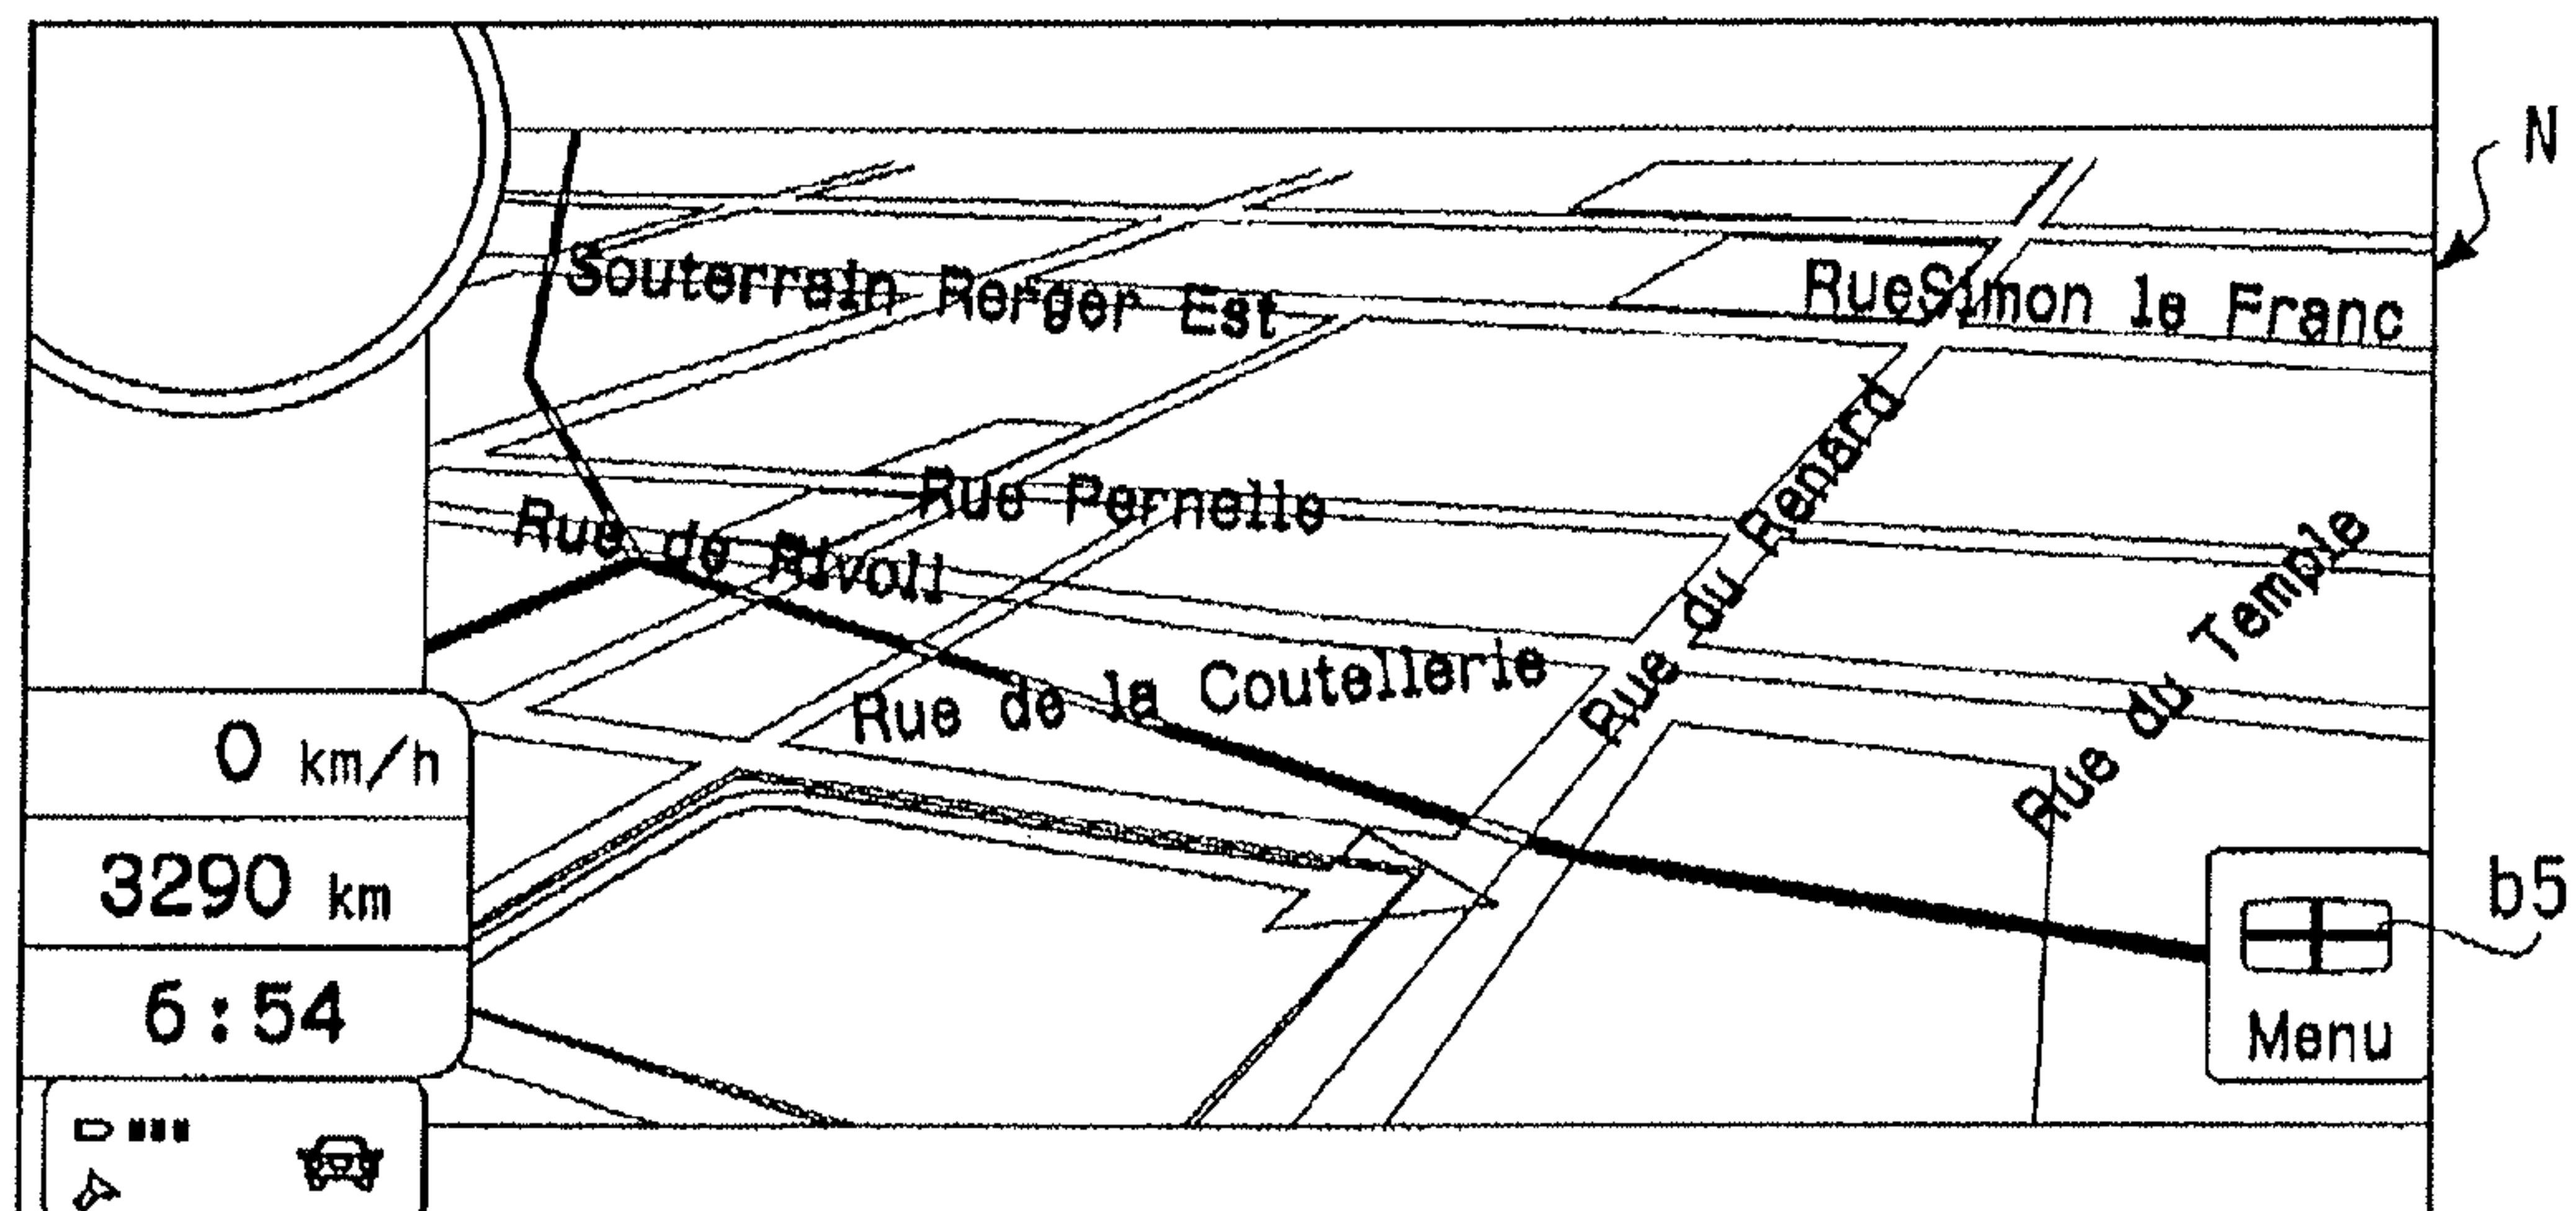 N
Souterrain Rerger Est
RueSimon le Franc
Rue Pernelle
Rue de Rivoli
Rue du Renard
Rue du Temple
Rue de la Coutellerie
0 km/h
3290 km
6:54
b5
Menu